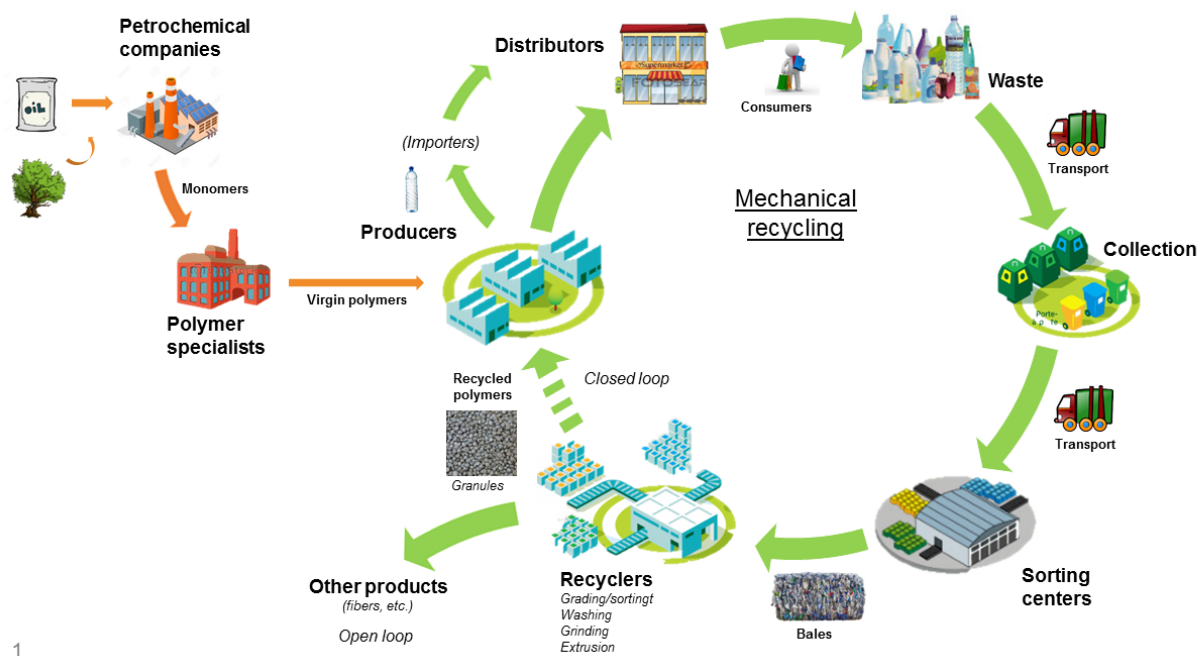 Petrochemical
companies
OIL
Monomers
Polymer
specialists
Virgin polymers
Producers
(Importers)
Distributors
Supermarket
Consumers
Waste
Transport
Mechanical
recycling
Collection
Porte-
Transport
Sorting
centers
Bales
Recyclers
Grading/sortingt
Washing
Grinding
Extrusion
Closed loop
Recycled
polymers
Granules
Other products
(fibers, etc.)
Open loop
1